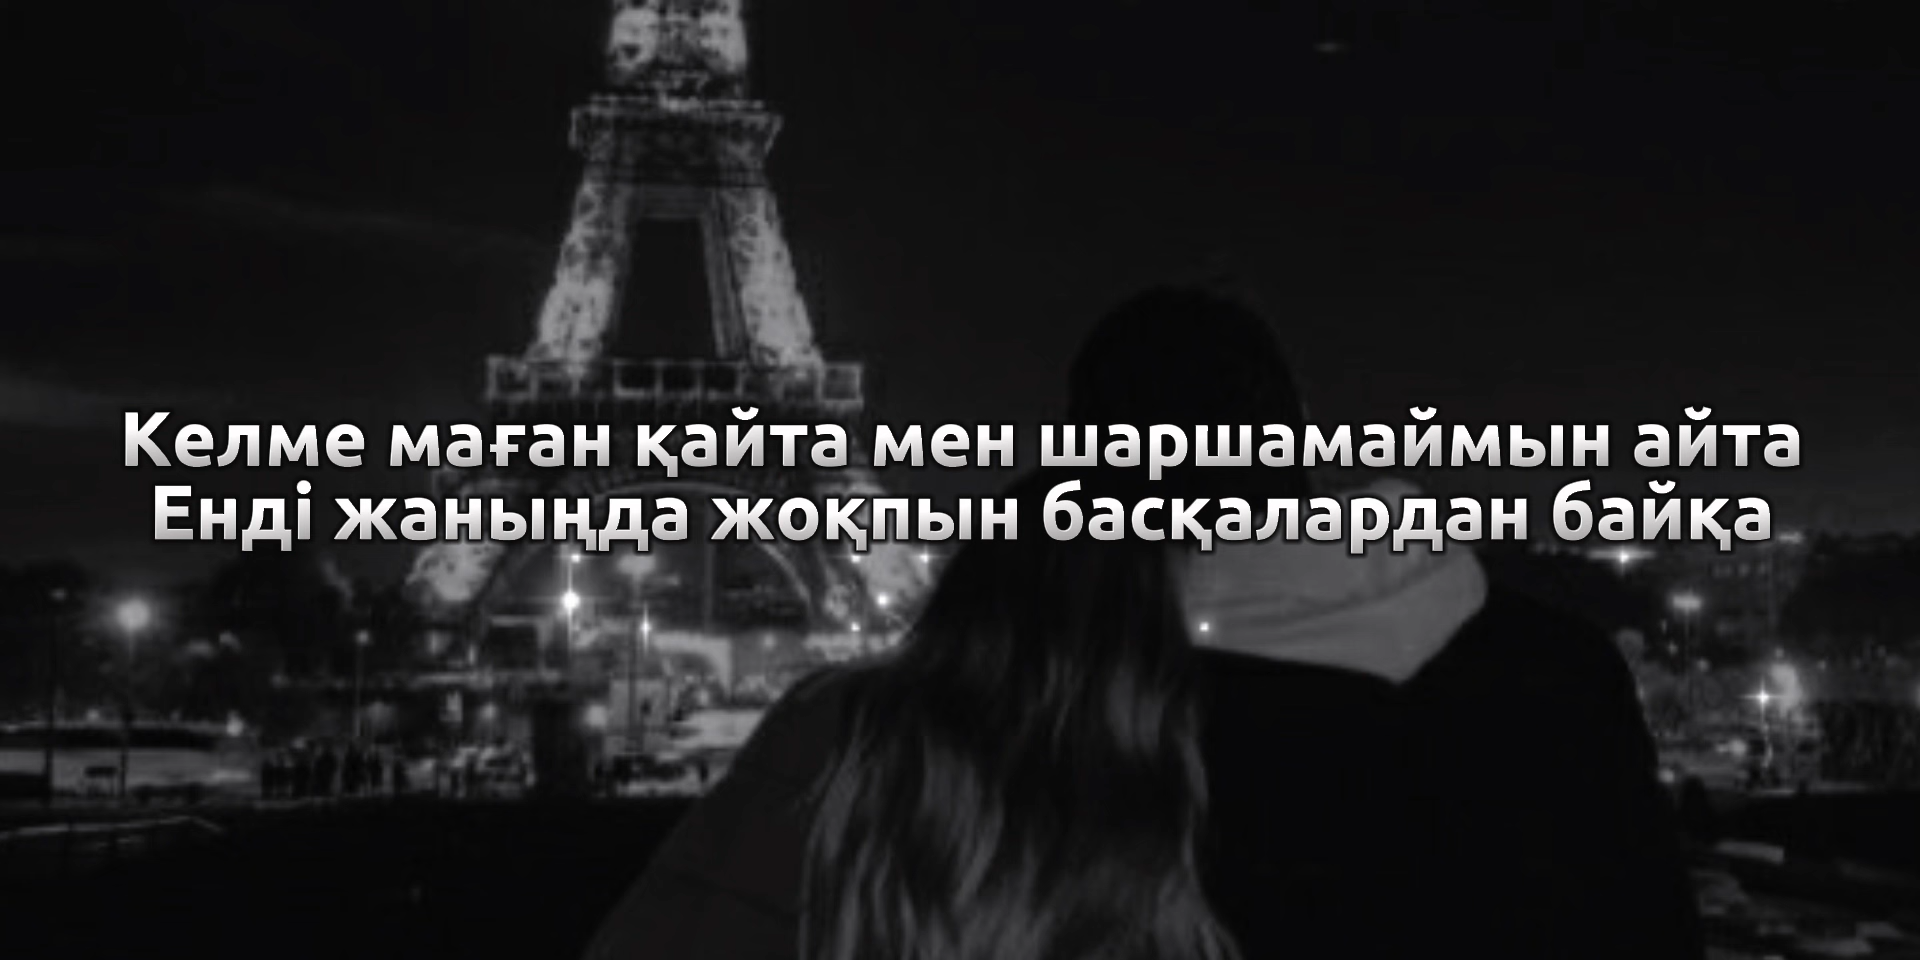 Келме маған қайта мен шаршамаймын айта
Енді жаныңда жоқпын басқалардан байқа